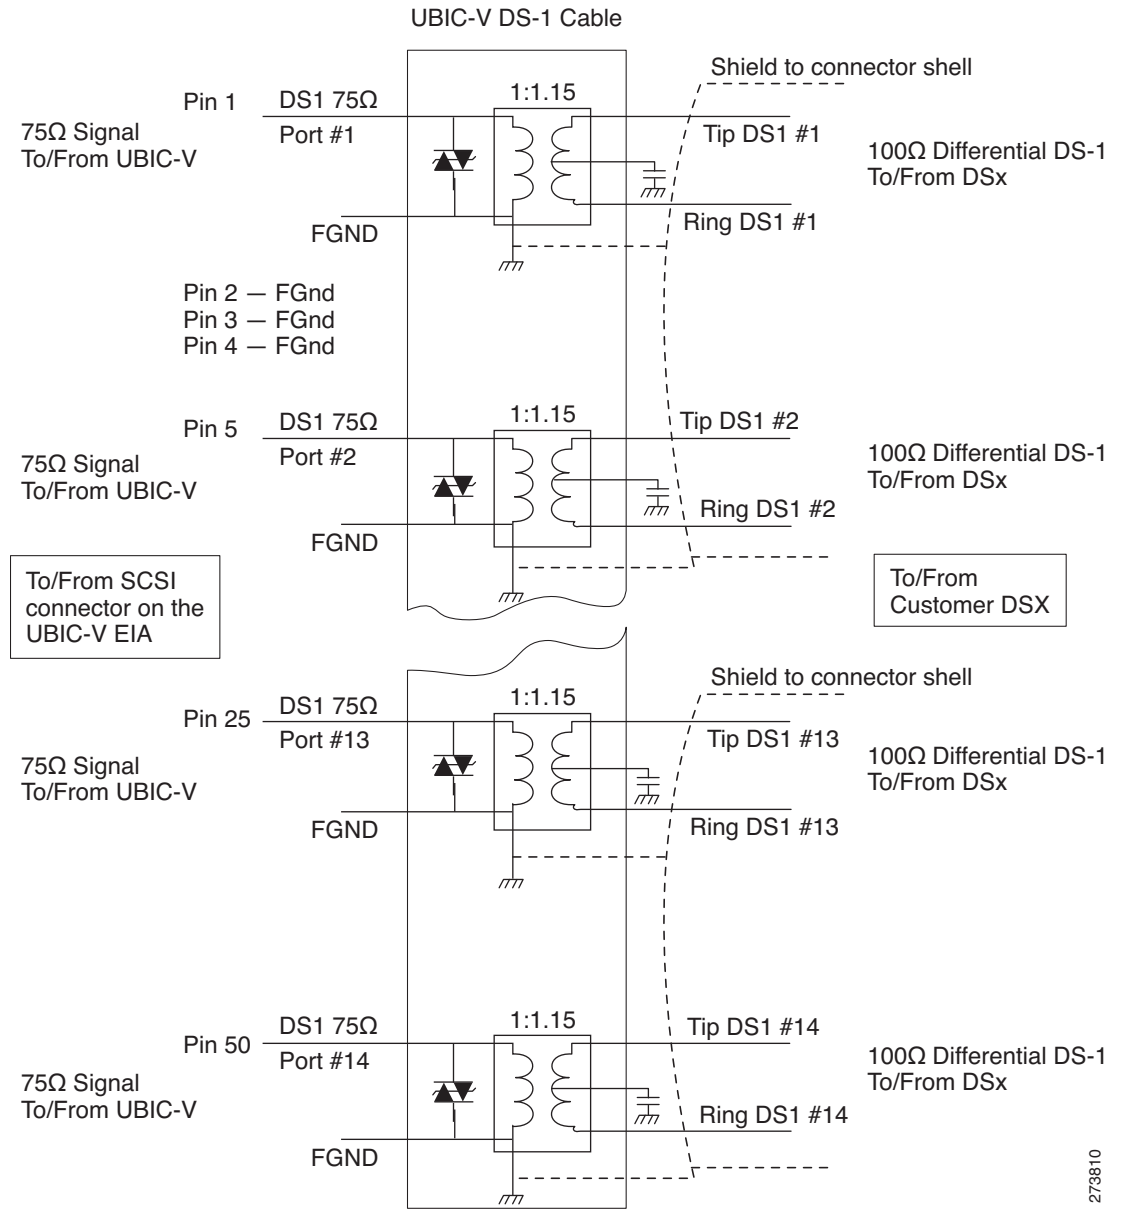 UBIC-V DS-1 Cable
Shield to connector shell
Pin 1
DS1 75Ω
Port #1
1:1.15
Tip DS1 #1
75Ω Signal
To/From UBIC-V
100Ω Differential DS-1
To/From DSx
FGND
Ring DS1 #1
Pin 2 — FGnd
Pin 3 — FGnd
Pin 4 — FGnd
Pin 5
DS1 75Ω
Port #2
1:1.15
Tip DS1 #2
75Ω Signal
To/From UBIC-V
100Ω Differential DS-1
To/From DSx
FGND
Ring DS1 #2
To/From SCSI
connector on the
UBIC-V EIA
To/From
Customer DSX
Shield to connector shell
Pin 25
DS1 75Ω
Port #13
1:1.15
Tip DS1 #13
75Ω Signal
To/From UBIC-V
100Ω Differential DS-1
To/From DSx
FGND
Ring DS1 #13
Pin 50
DS1 75Ω
Port #14
1:1.15
Tip DS1 #14
75Ω Signal
To/From UBIC-V
100Ω Differential DS-1
To/From DSx
FGND
Ring DS1 #14
273810